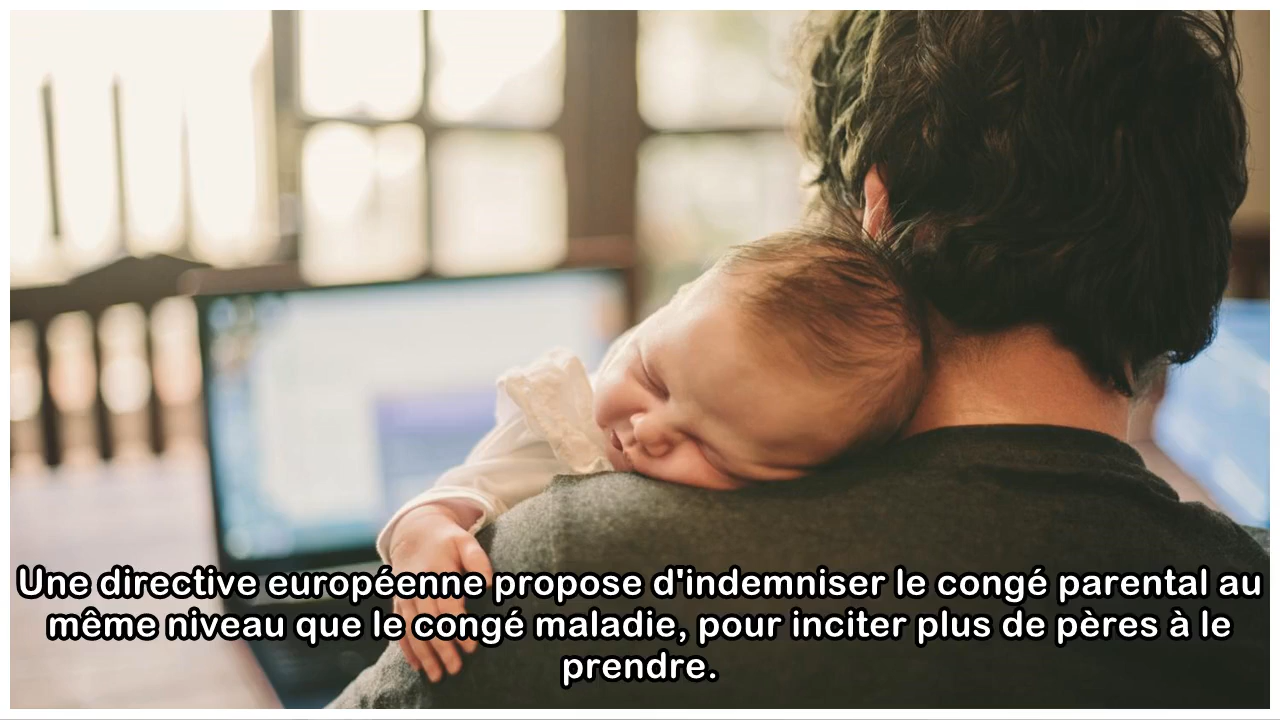 Une directive européenne propose d'indemniser le congé parental au
même niveau que le congé maladie, pour inciter plus de pères à le
prendre.